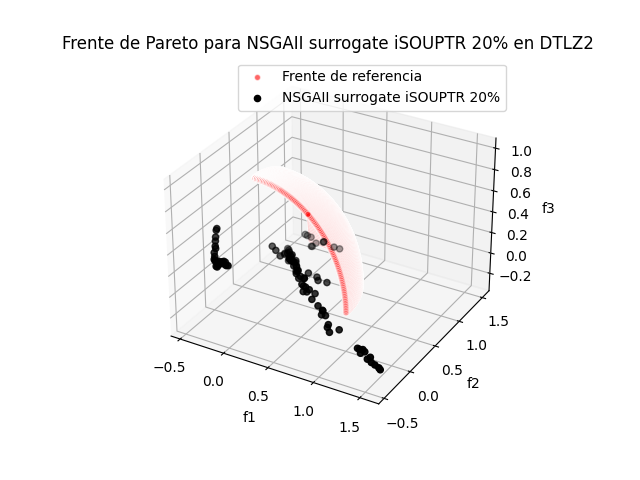 Frente de Pareto para NSGAII surrogate iSOUPTR 20% en DTLZ2
Frente de referencia
NSGAII surrogate iSOUPTR 20%
1.0
0.8
0.6
0.4
f3
0.2
0.0
−0.2
1.5
1.0
0.5
f2
0.0
−0.5
−0.5
0.0
0.5
1.0
1.5
f1